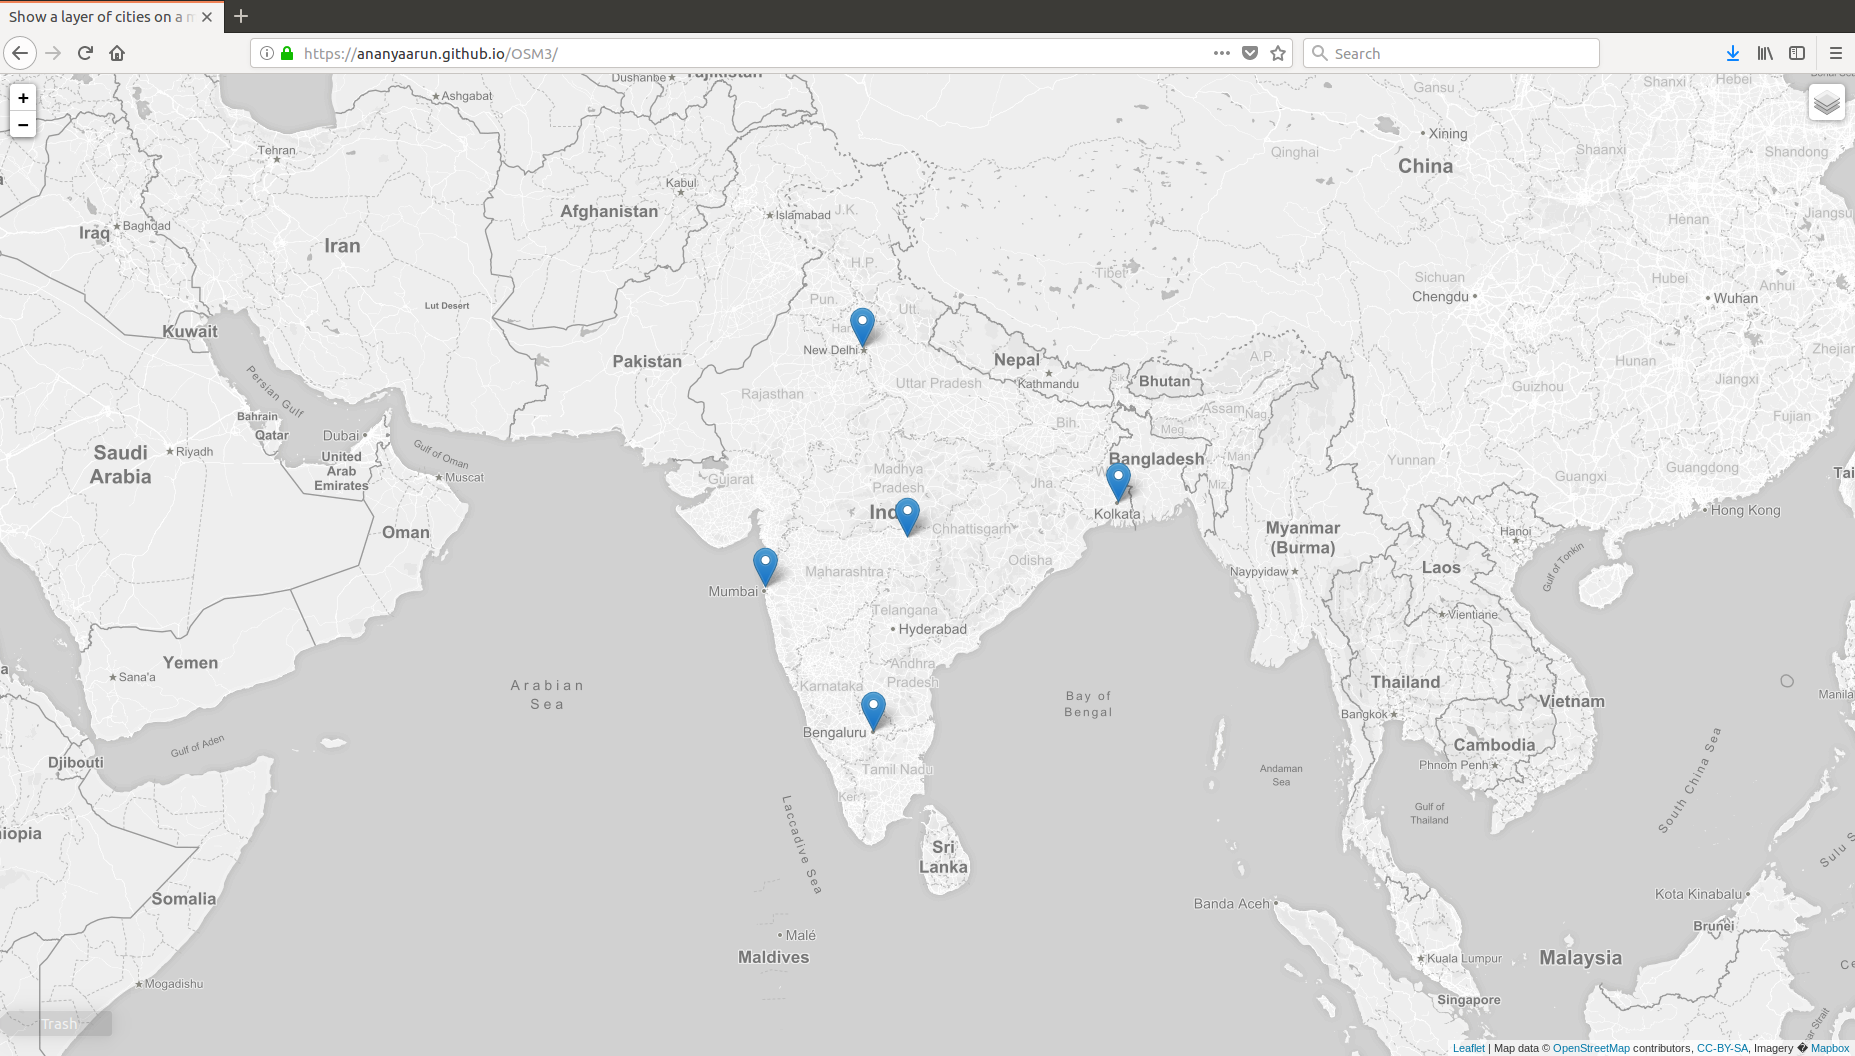 Show a layer of cities on a m
https://ananyaarun.github.io/OSM3/
Search
+
−
Dushanbe
Tajikistan
Ashgabat
Gansu
Shanxi
Hebei
Xining
Tehran
Qinghai
Shaanxi
Shandong
China
Kabul
Afghanistan
Islamabad
J.K.
Iraq
Baghdad
Iran
Henan
Jiangsu
H.P.
Tibet
Sichuan
Hubei
Anhui
Chengdu
Wuhan
Lut Desert
Pun.
Utt.
Kuwait
Har
New Delhi
Pakistan
Nepal
A.P.
Hunan
Zhejian
Persian Gulf
Kathmandu
Sik.
Bhutan
Uttar Pradesh
Rajasthan
Guizhou
Jiangxi
Bahrain
Qatar
Dubai
Assam
Nag.
Fujian
Bih.
Meg.
Saudi
Arabia
Riyadh
United
Arab
Emirates
Gulf of Oman
Muscat
Bangladesh
Man.
Yunnan
Guangxi
Guangdong
Tai
Gujarat
Madhya
Pradesh
Jha.
W
Miz.
Kolkata
Ind
Chhattisgarh
Hong Kong
Oman
Myanmar
(Burma)
Hanoi
Odisha
Maharashtra
Naypyidaw
Laos
Gulf of Tonkin
Mumbai
Telangana
Hyderabad
Vientiane
Yemen
Sana'a
Andhra
Pradesh
Karnataka
Arabian
Sea
Bay of
Bengal
Thailand
Vietnam
Manila
Bangkok
Bengaluru
Gulf of Aden
Djibouti
Cambodia
Phnom Penh
Tamil Nadu
Andaman
Sea
South China Sea
Ker.
Gulf of
Thailand
Laccadive Sea
iopia
Sri
Lanka
Sulu S
Somalia
Banda Aceh
Kota Kinabalu
Brunei
Malé
Maldives
Kuala Lumpur
Malaysia
Ce
Mogadishu
Singapore
Trash
ar Strait
Leaflet | Map data © OpenStreetMap contributors, CC-BY-SA, Imagery � Mapbox